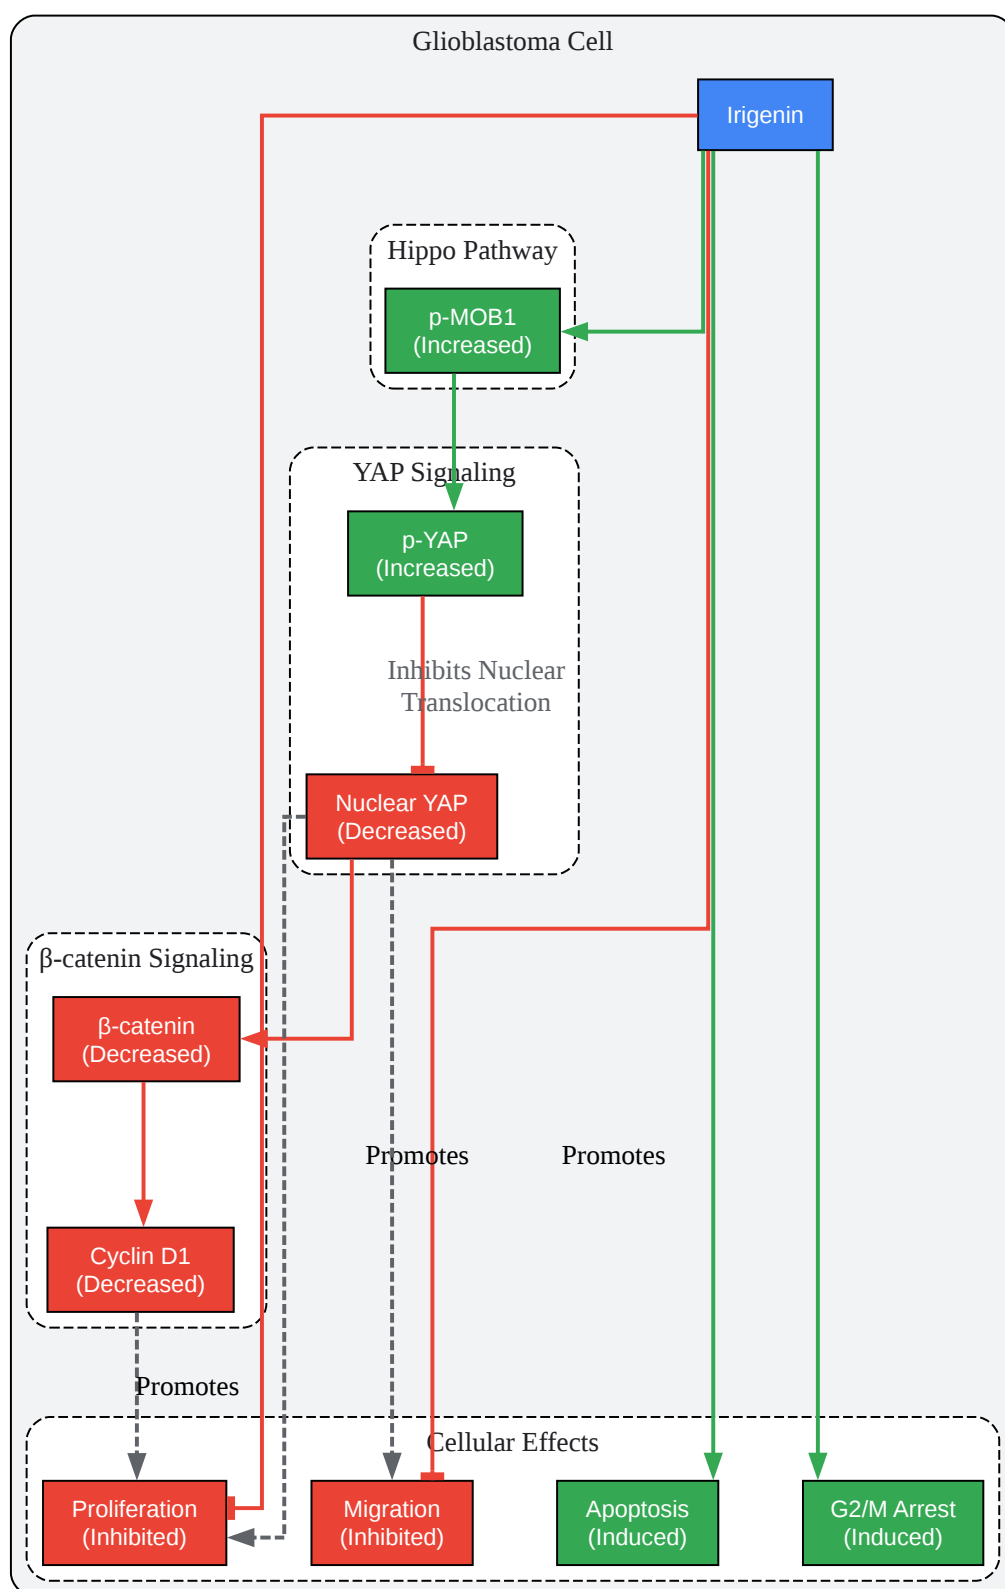 Glioblastoma Cell
Irigenin
Hippo Pathway
p-MOB1
(Increased)
YAP Signaling
p-YAP
(Increased)
Inhibits Nuclear
Translocation
Nuclear YAP
(Decreased)
β-catenin Signaling
β-catenin
(Decreased)
Promotes
Promotes
Cyclin D1
(Decreased)
Promotes
Cellular Effects
Proliferation
(Inhibited)
Migration
(Inhibited)
Apoptosis
(Induced)
G2/M Arrest
(Induced)